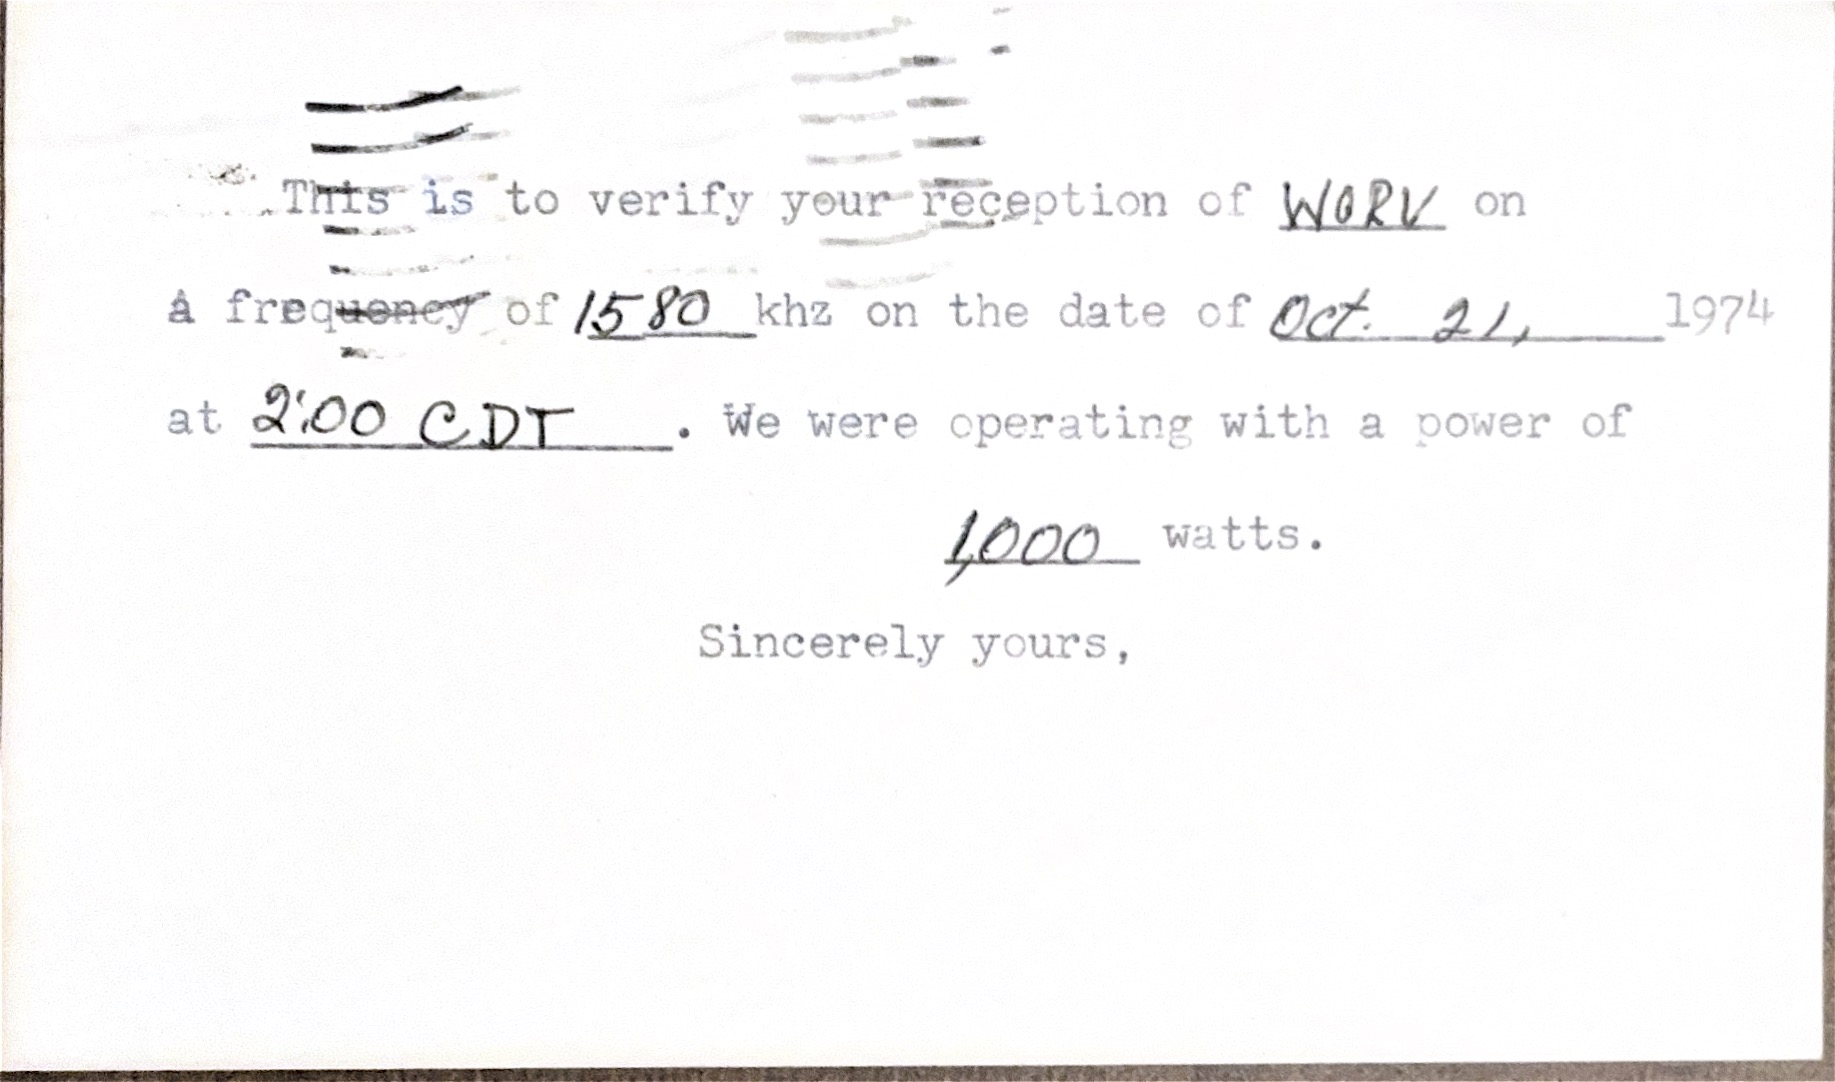 This is to verify your reception of WORV on
a frequency of 1580 khz on the date of Oct. 21, 1974
at 2:00 CDT . We were operating with a power of
1,000 watts.
Sincerely yours,